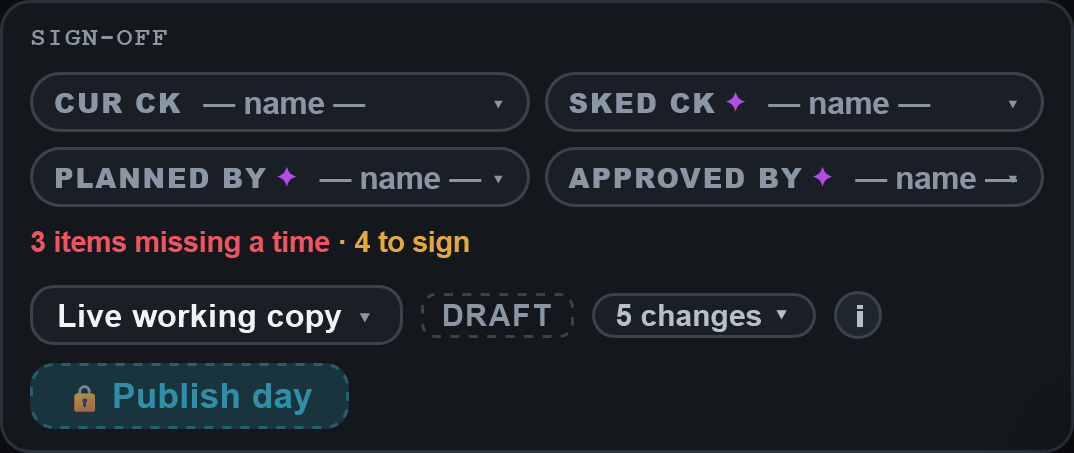 SIGN-OFF
CUR CK — name —
SKED CK ✦ — name —
PLANNED BY ✦ — name —
APPROVED BY ✦ — name —
3 items missing a time · 4 to sign
Live working copy DRAFT 5 changes i
Publish day